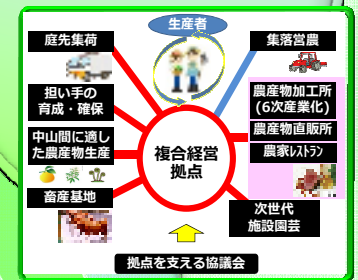 生産者
庭先集荷
集落営農
担い手の
育成・確保
農産物加工所
(6次産業化)
中山間に適し
た農産物生産
農産物直販所
農家ﾚｽﾄﾗﾝ
複合経営
拠点
畜産基地
次世代
施設園芸
拠点を支える協議会